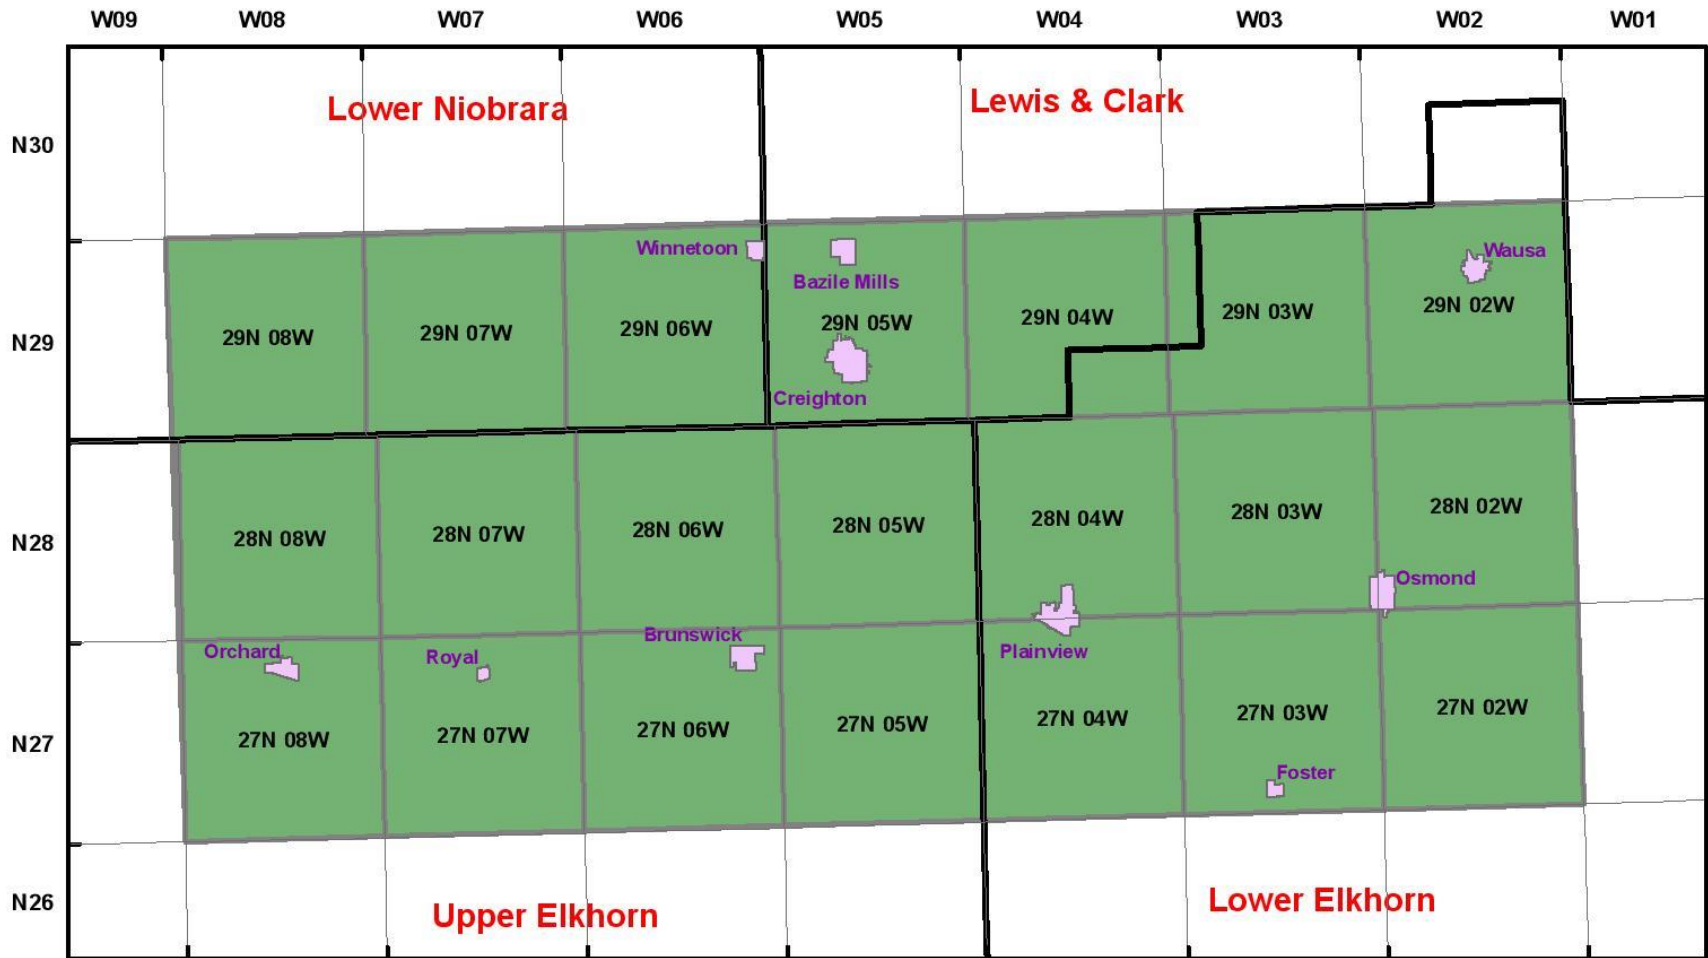 W09 W08 W07 W06 W05 W04 W03 W02 W01
Lower Niobrara Lewis & Clark
N30
Winnetoon Wausa
Bazile Mills
29N 08W 29N 07W 29N 06W 29N 05W 29N 04W 29N 03W 29N 02W
N29
Creighton
28N 08W 28N 07W 28N 06W 28N 05W 28N 04W 28N 03W 28N 02W
N28
Osmond
Orchard Royal Brunswick Plainview
27N 08W 27N 07W 27N 06W 27N 05W 27N 04W 27N 03W 27N 02W
N27
Foster
N26
Upper Elkhorn Lower Elkhorn